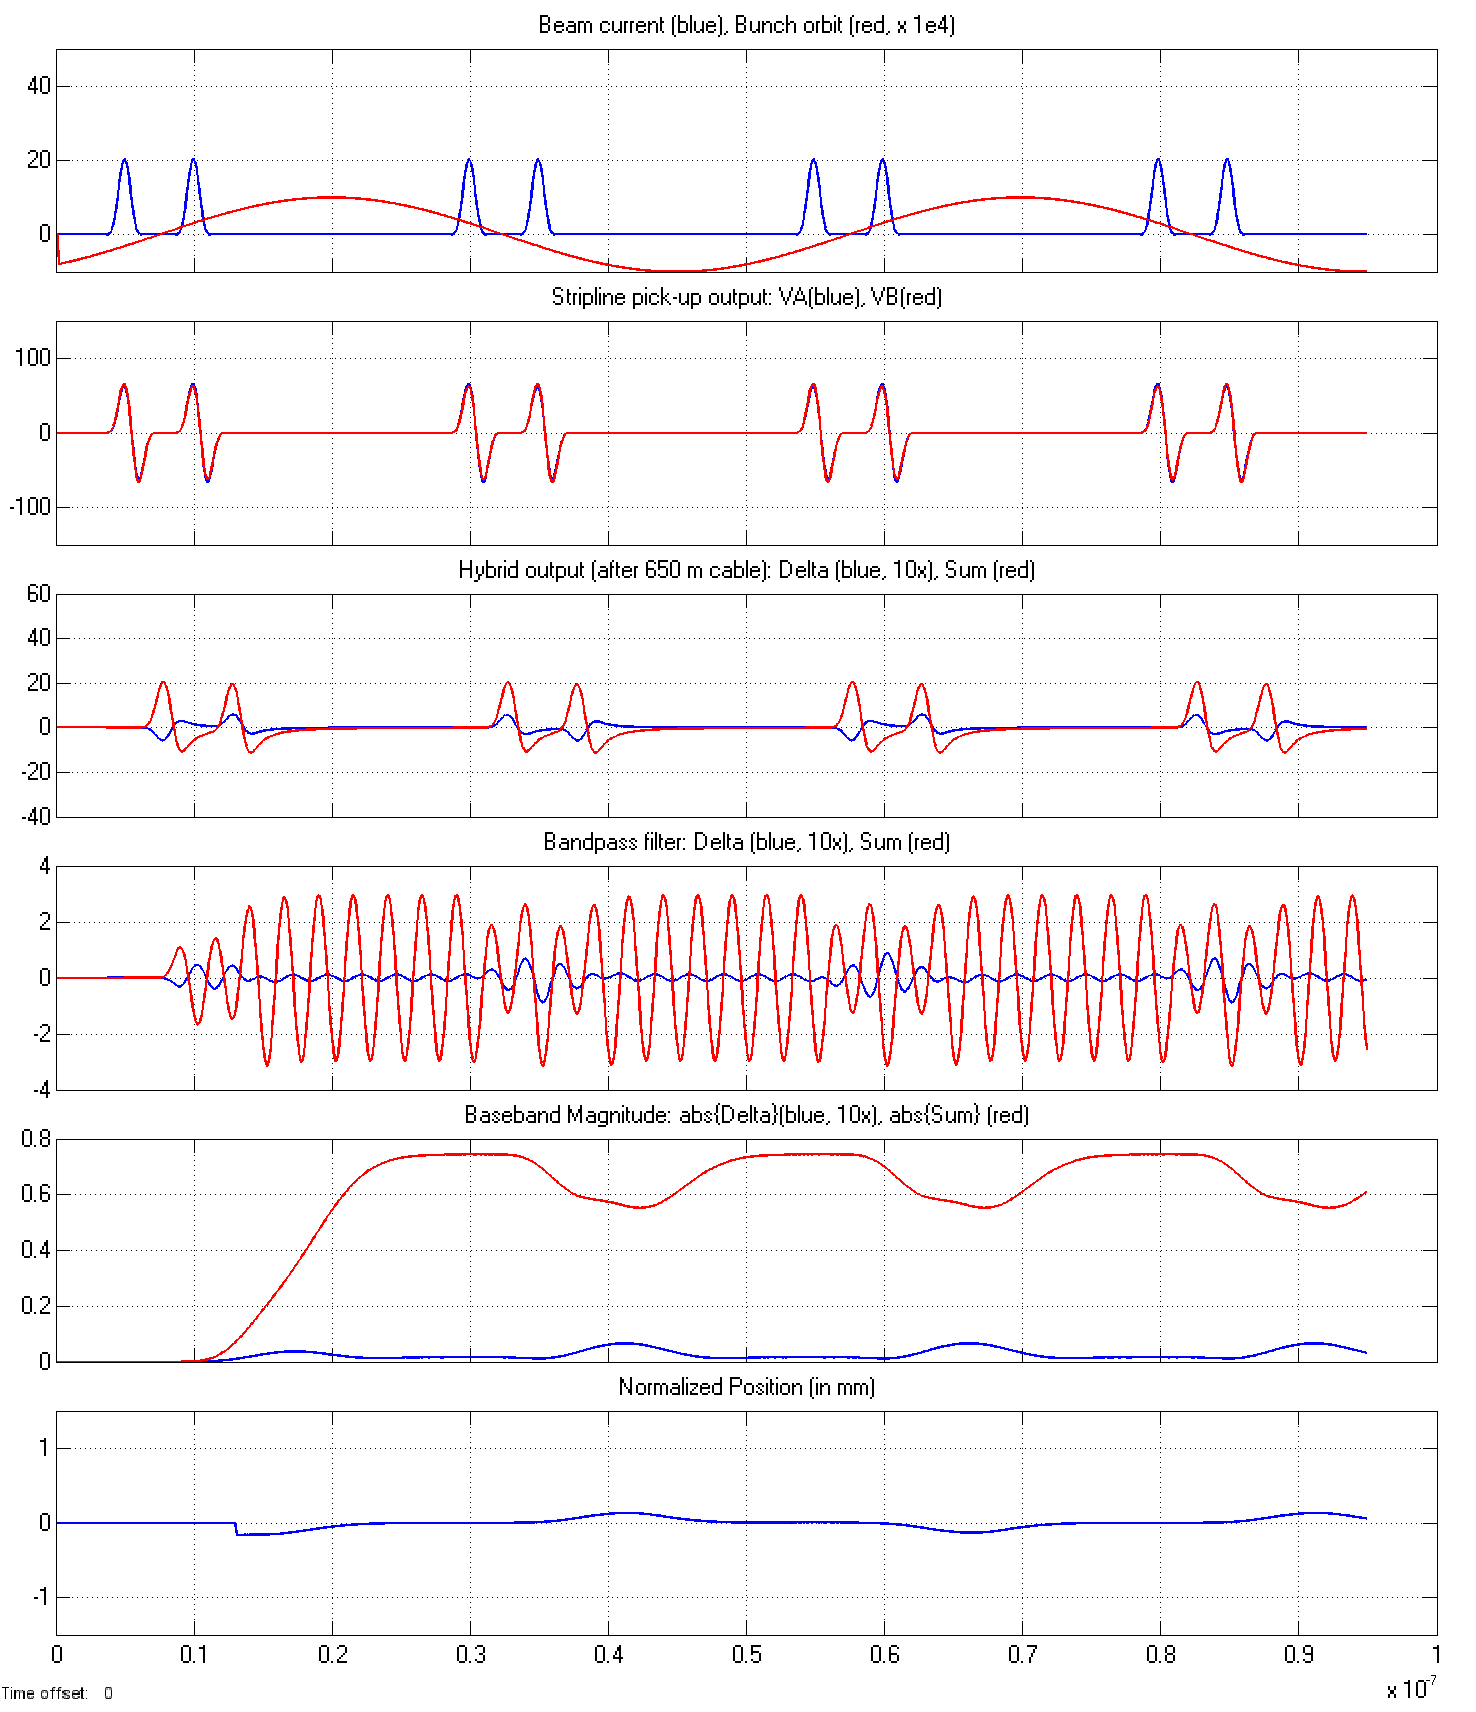 Beam current (blue), Bunch orbit (red, x 1e4)
40
20
0
Stripline pick-up output: VA(blue), VB(red)
100
0
-100
Hybrid output (after 650 m cable): Delta (blue, 10x), Sum (red)
60
40
20
0
-20
-40
Bandpass filter: Delta (blue, 10x), Sum (red)
4
2
0
-2
-4
Baseband Magnitude: abs{Delta}(blue, 10x), abs{Sum} (red)
0.8
0.6
0.4
0.2
0
Normalized Position (in mm)
1
0
-1
0 0.1 0.2 0.3 0.4 0.5 0.6 0.7 0.8 0.9 1
x 10^-7
Time offset: 0